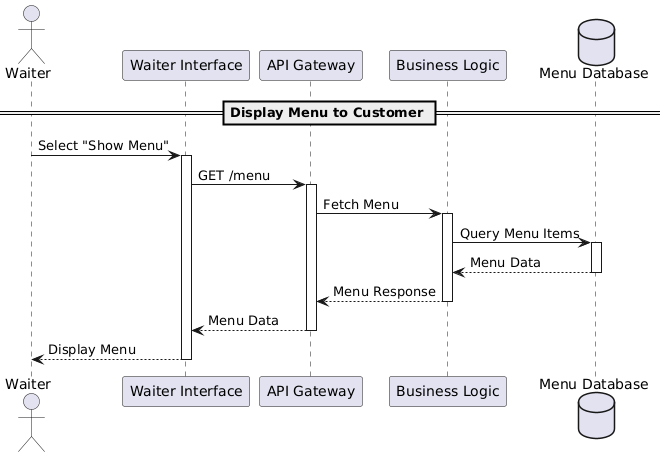 Waiter
Waiter Interface
API Gateway
Business Logic
Menu Database
Display Menu to Customer
Select "Show Menu"
GET /menu
Fetch Menu
Query Menu Items
Menu Data
Menu Response
Menu Data
Display Menu
Waiter
Waiter Interface
API Gateway
Business Logic
Menu Database